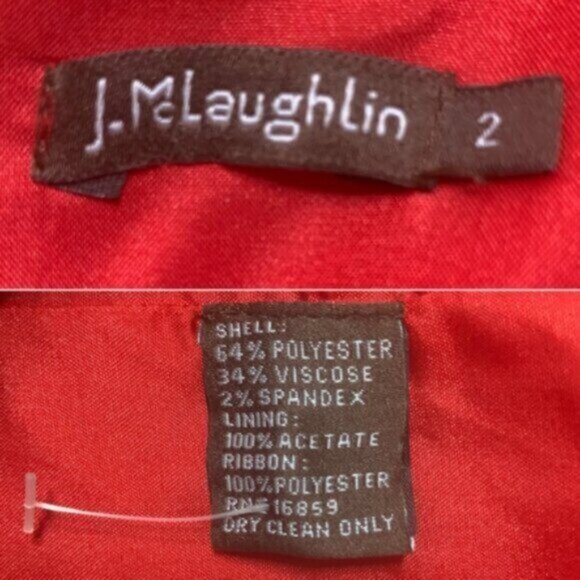 J.McLaughlin
2
SHELL:
64% POLYESTER
34% VISCOSE
2% SPANDEX
LINING:
100% ACETATE
RIBBON:
100% POLYESTER
RN# 16859
DRY CLEAN ONLY